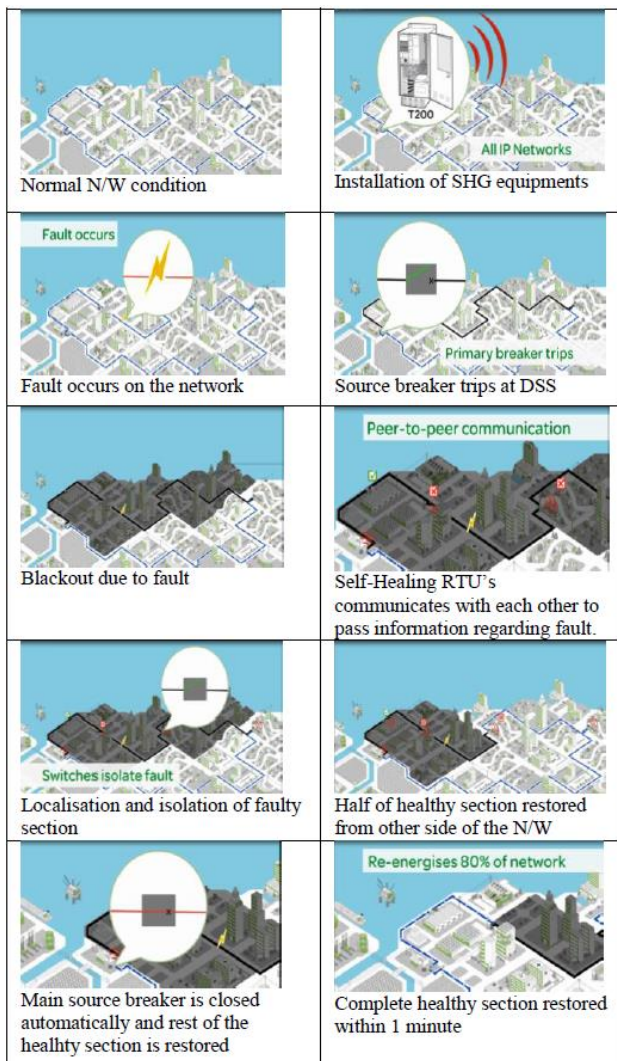 Normal N/W condition
T200
All IP Networks
Installation of SHG equipments
Fault occurs
Fault occurs on the network
Primary breaker trips
Source breaker trips at DSS
Blackout due to fault
Peer-to-peer communication
Self-Healing RTU's
communicates with each other to
pass information regarding fault.
Switches isolate fault
Localisation and isolation of faulty
section
Half of healthy section restored
from other side of the N/W
Main source breaker is closed
automatically and rest of the
healhty section is restored
Re-energises 80% of network
Complete healthy section restored
within 1 minute